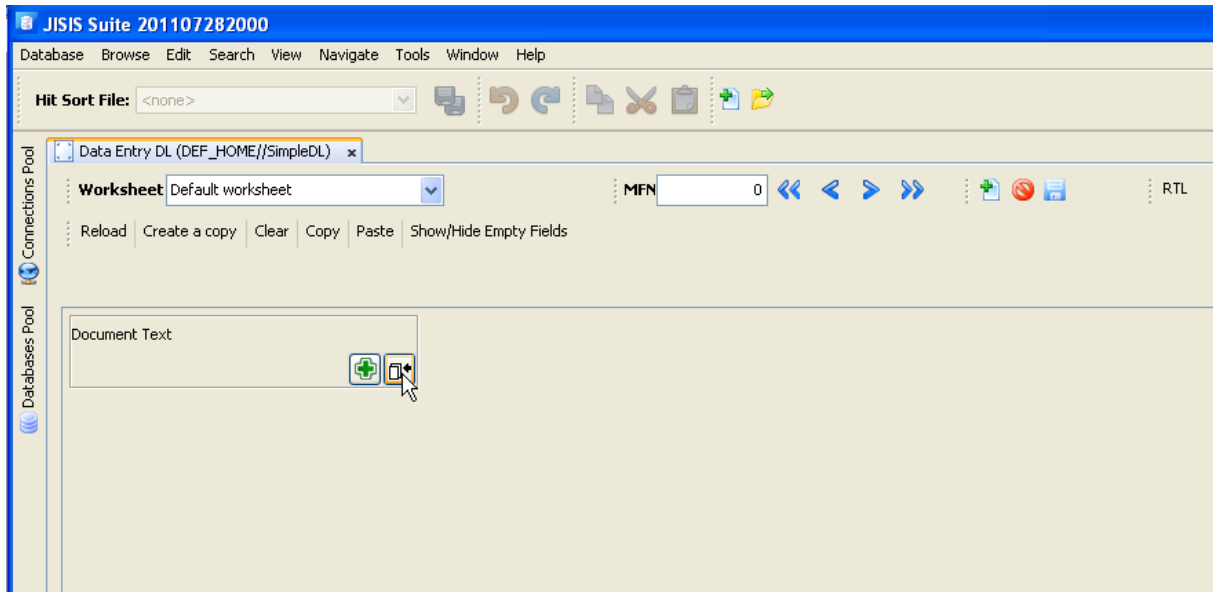 JISIS Suite 201107282000
Database Browse Edit Search View Navigate Tools Window Help
Hit Sort File: <none>
Data Entry DL (DEF_HOME//SimpleDL) x
Worksheet Default worksheet MFN 0 RTL
Reload Create a copy Clear Copy Paste Show/Hide Empty Fields
Connections Pool
Databases Pool
Document Text